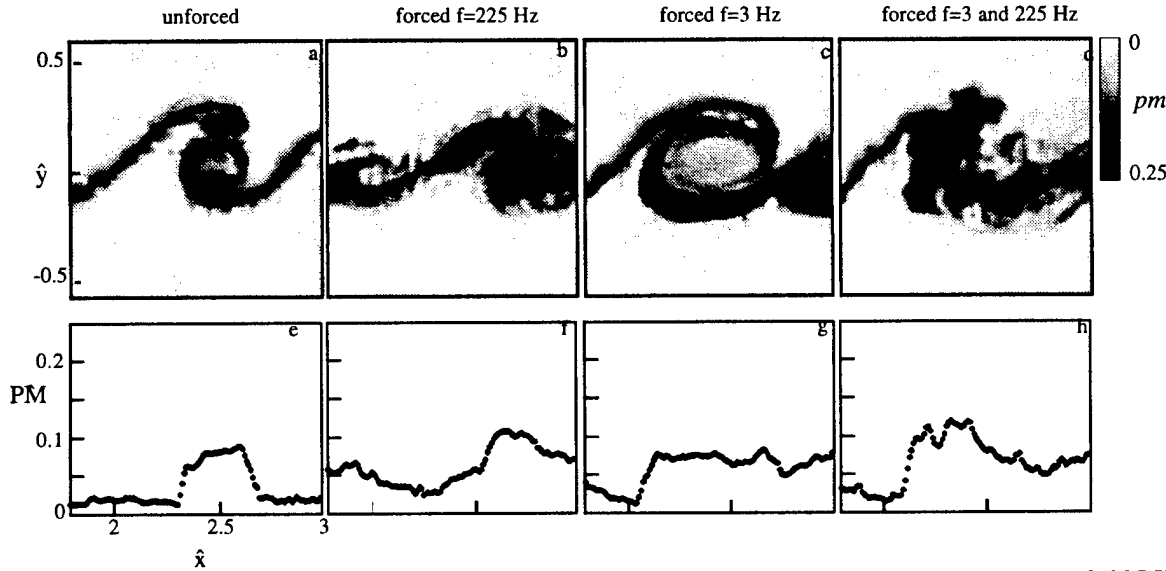 unforced
forced f=225 Hz
forced f=3 Hz
forced f=3 and 225 Hz
a
b
c
d
0.5
ŷ
0
-0.5
0
pm
0.25
e
f
g
h
0.2
PM
0.1
0
2
2.5
3
x̂